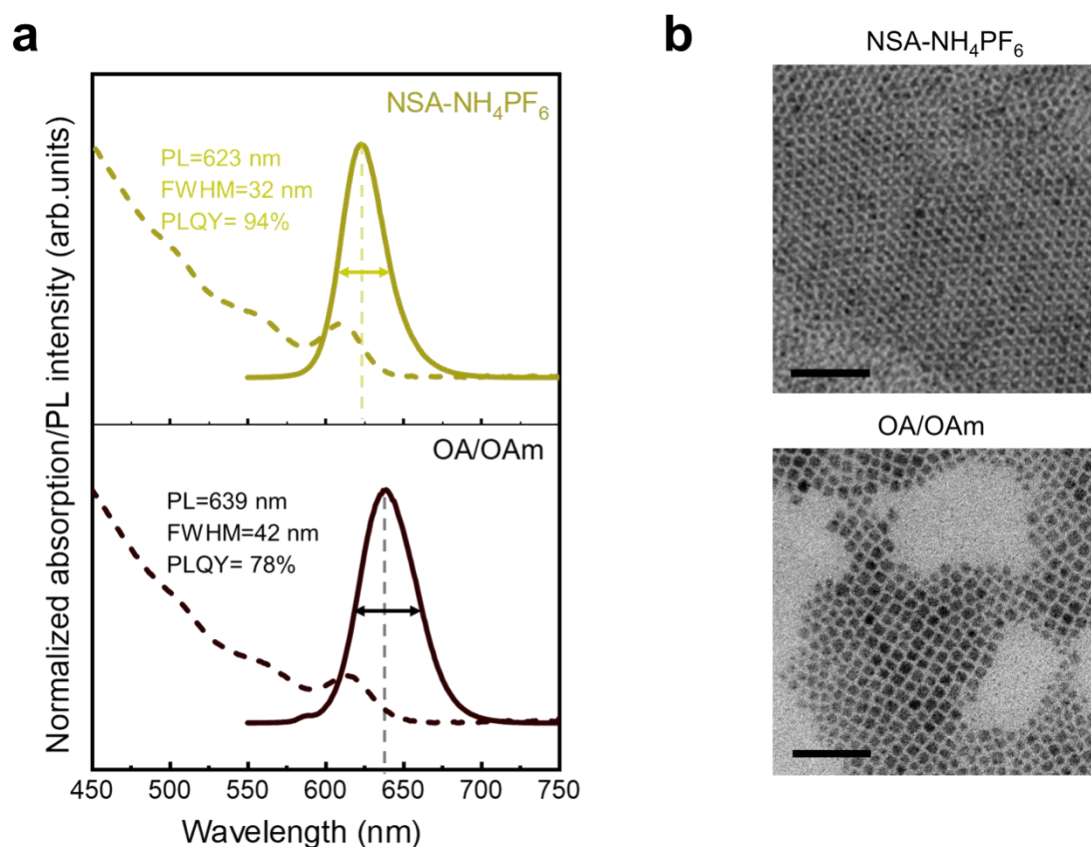 a
NSA-NH₄PF₆
PL=623 nm
FWHM=32 nm
PLQY= 94%
OA/OAm
PL=639 nm
FWHM=42 nm
PLQY= 78%
Normalized absorption/PL intensity (arb.units)
450 500 550 600 650 700 750
Wavelength (nm)
b
NSA-NH₄PF₆
OA/OAm